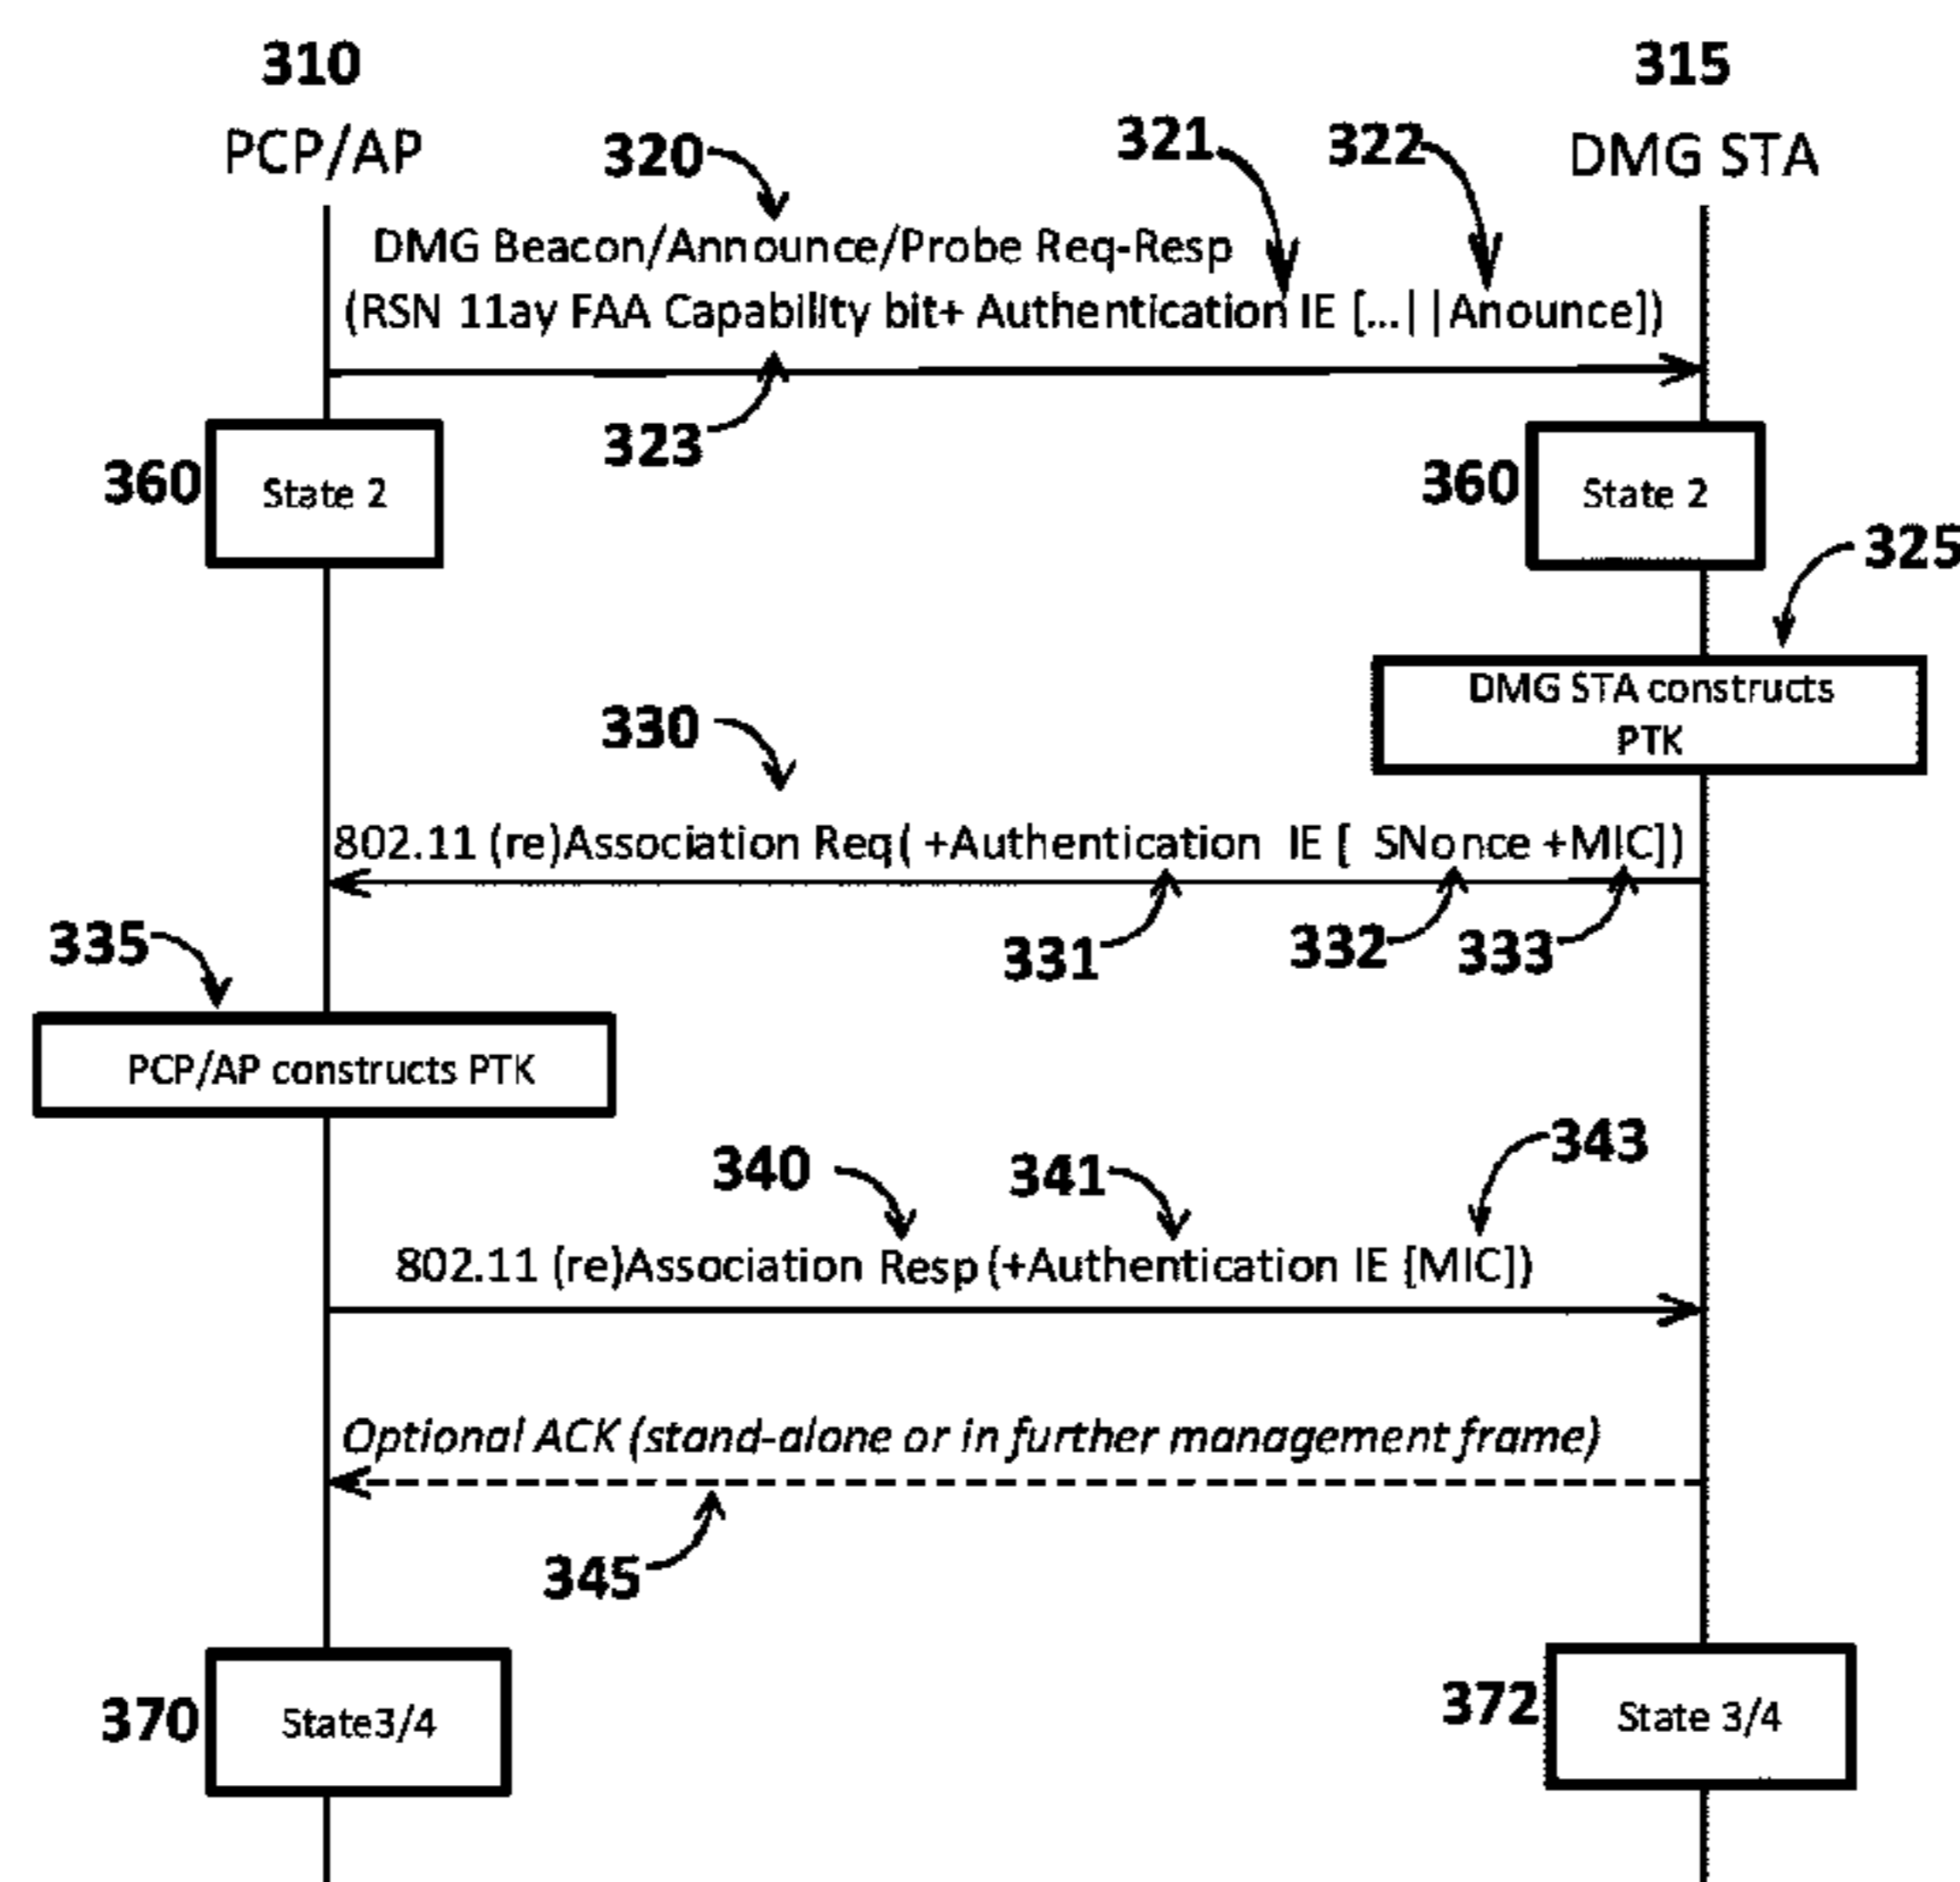 310
315
PCP/AP
DMG STA
320
321
322
DMG Beacon/Announce/Probe Req-Resp
(RSN 11ay FAA Capability bit+ Authentication IE [...||Anounce])
323
360
State 2
360
State 2
325
DMG STA constructs
PTK
330
802.11 (re)Association Req( +Authentication IE [ SNonce +MIC])
331
332
333
335
PCP/AP constructs PTK
340
341
343
802.11 (re)Association Resp (+Authentication IE [MIC])
Optional ACK (stand-alone or in further management frame)
345
370
State3/4
372
State 3/4